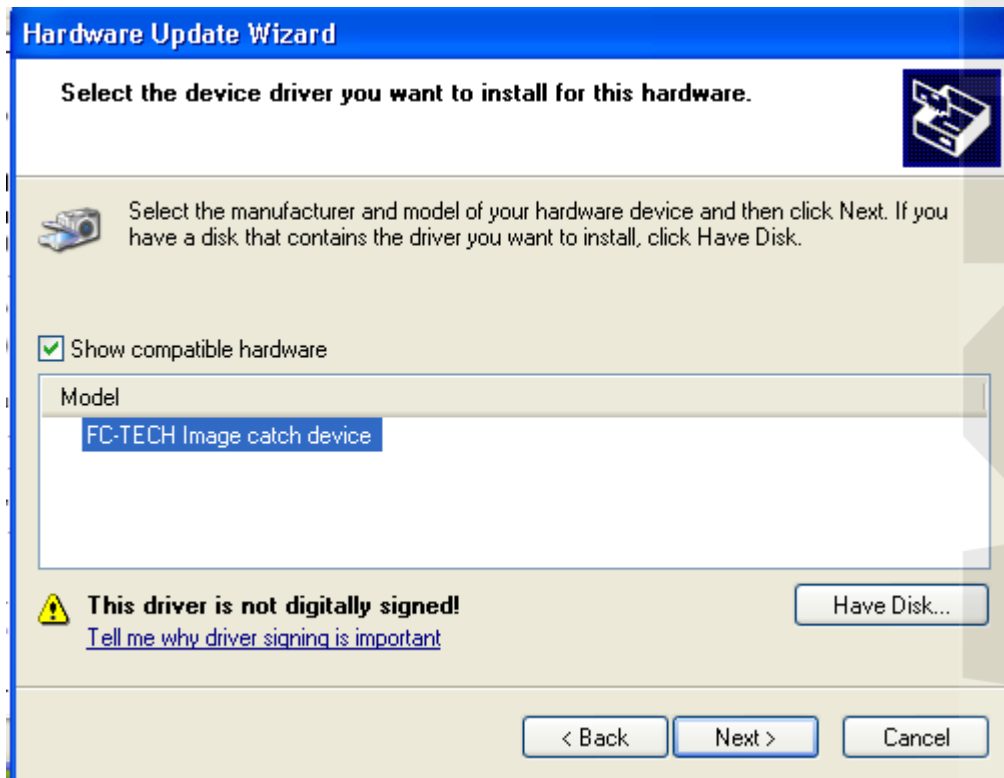 Hardware Update Wizard
Select the device driver you want to install for this hardware.
Select the manufacturer and model of your hardware device and then click Next. If you
have a disk that contains the driver you want to install, click Have Disk.
Show compatible hardware
Model
FC-TECH Image catch device
This driver is not digitally signed!
Have Disk...
Tell me why driver signing is important
< Back
Next >
Cancel